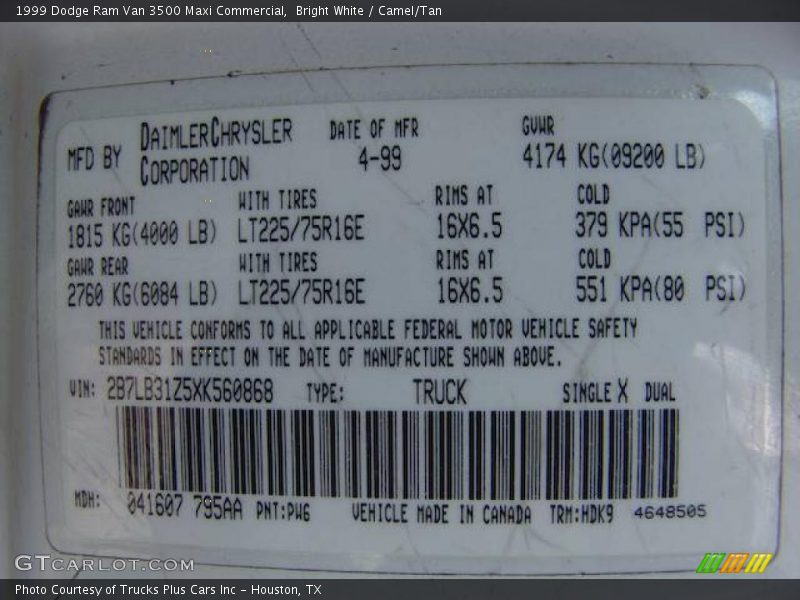 1999 Dodge Ram Van 3500 Maxi Commercial,  Bright White / Camel/Tan
MFD BY DAIMLERCHRYSLER CORPORATION DATE OF MFR 4-99 GVWR 4174 KG(09200 LB)
GAWR FRONT WITH TIRES RIMS AT COLD
1815 KG(4000 LB) LT225/75R16E 16X6.5 379 KPA(55 PSI)
GAWR REAR WITH TIRES RIMS AT COLD
2760 KG(6084 LB) LT225/75R16E 16X6.5 551 KPA(80 PSI)
THIS VEHICLE CONFORMS TO ALL APPLICABLE FEDERAL MOTOR VEHICLE SAFETY
STANDARDS IN EFFECT ON THE DATE OF MANUFACTURE SHOWN ABOVE.
VIN: 2B7LB31Z5XK560868 TYPE: TRUCK SINGLE X DUAL
MDH: 041607 795AA PNT:PW6 VEHICLE MADE IN CANADA TRM:HDK9 4648505
GTCARLOT.COM
Photo Courtesy of Trucks Plus Cars Inc – Houston, TX